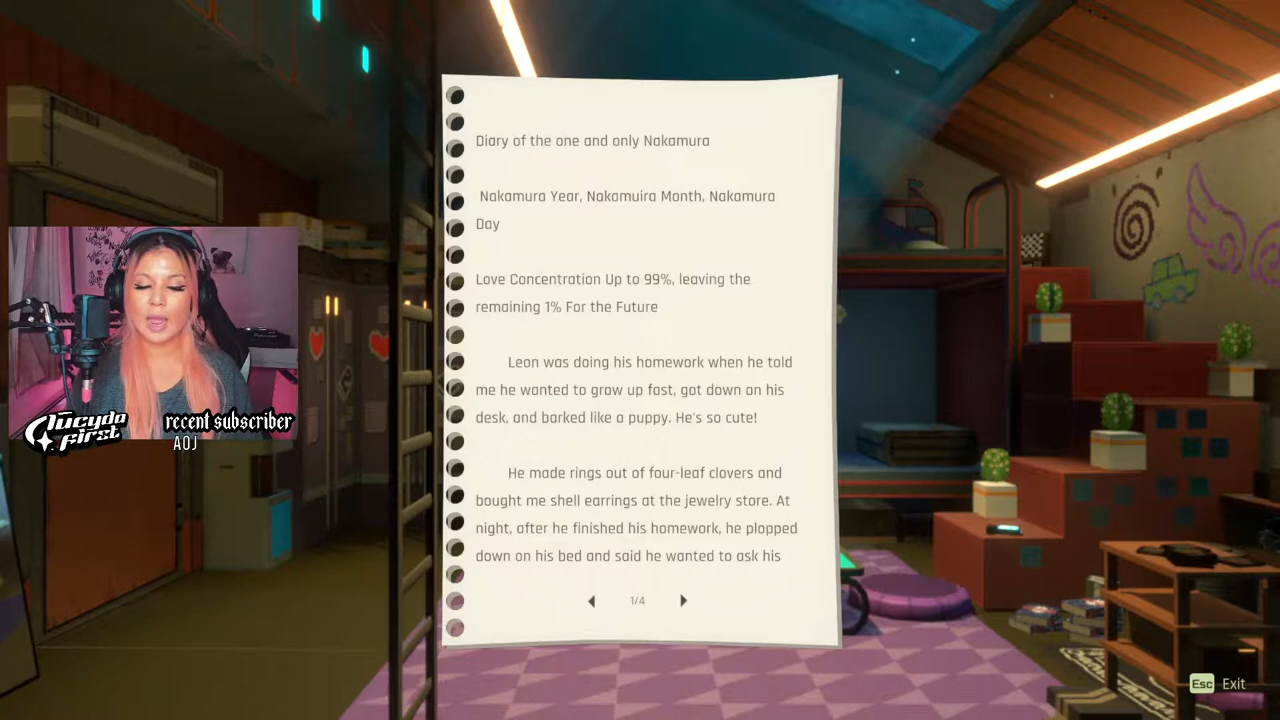 Diary of the one and only Nakamura
Nakamura Year, Nakamuira Month, Nakamura
Day
Love Concentration Up to 99%, leaving the
remaining 1% For the Future
Leon was doing his homework when he told
me he wanted to grow up fast, got down on his
desk, and barked like a puppy. He's so cute!
He made rings out of four-leaf clovers and
bought me shell earrings at the jewelry store. At
night, after he finished his homework, he plopped
down on his bed and said he wanted to ask his
1/4
lucydo
first
recent subscriber
AOJ
Esc Exit